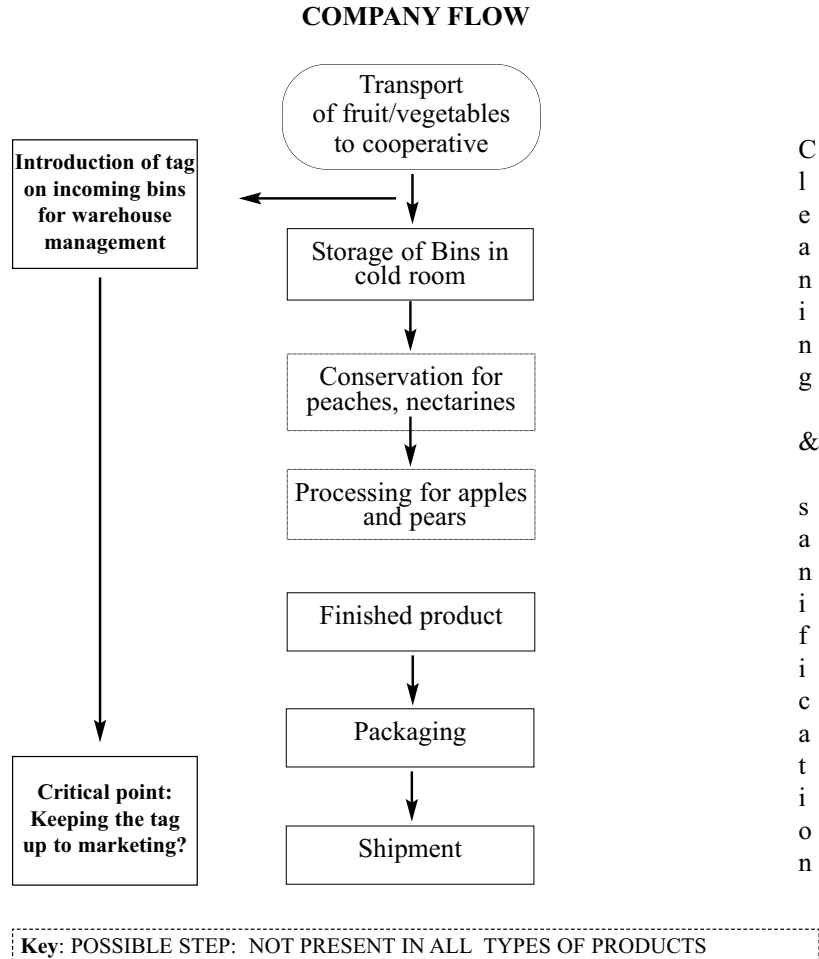 COMPANY FLOW
Transport
of fruit/vegetables
to cooperative
Introduction of tag
on incoming bins
for warehouse
management
Storage of Bins in
cold room
Conservation for
peaches, nectarines
Processing for apples
and pears
Finished product
Packaging
Critical point:
Keeping the tag
up to marketing?
Shipment
Cleaning & sanification
Key: POSSIBLE STEP: NOT PRESENT IN ALL TYPES OF PRODUCTS